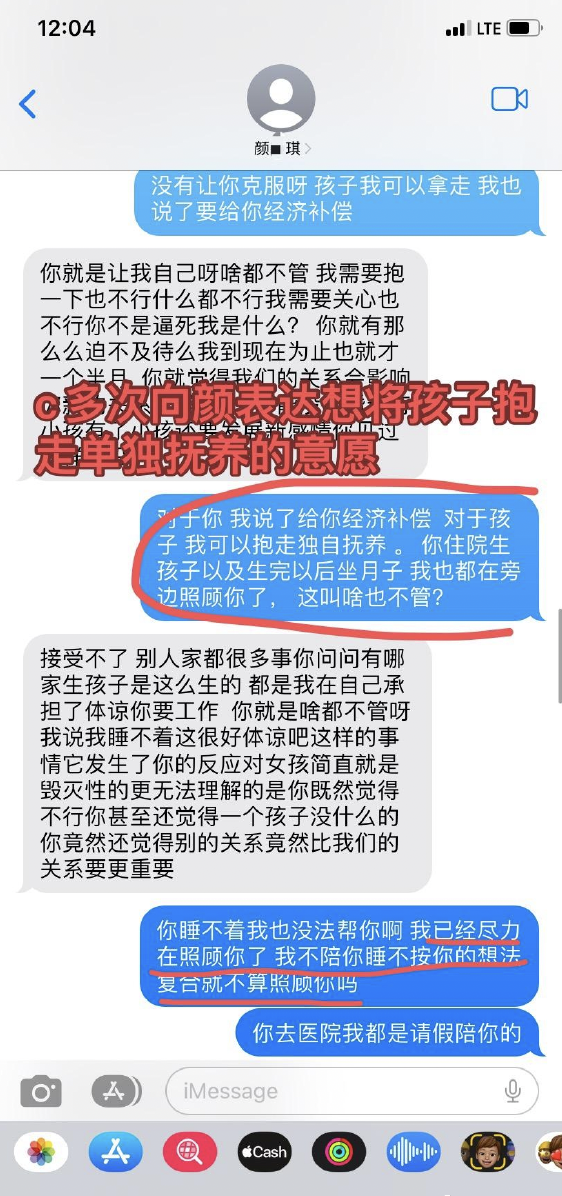 12:04
LTE
颜■ 琪
没有让你克服呀 孩子我可以拿走 我也
说了要给你经济补偿
你就是让我自己呀啥都不管 我需要抱
一下也不行什么都不行我需要关心也
不行你不是逼死我是什么? 你就有那
么么迫不及待么我到现在为止也就才
一个半月 你就觉得我们的关系会影响
c多次向颜表达想将孩子抱
小孩有了小孩还要发展新感情你见过
走单独抚养的意愿
对于你 我说了给你经济补偿 对于孩
子 我可以抱走独自抚养 。 你住院生
孩子以及生完以后坐月子 我也都在旁
边照顾你了, 这叫啥也不管?
接受不了 别人家都很多事你问问有哪
家生孩子是这么生的 都是我在自己承
担了体谅你要工作 你就是啥都不管呀
我说我睡不着这很好体谅吧这样的事
情它发生了你的反应对女孩简直就是
毁灭性的更无法理解的是你既然觉得
不行你甚至还觉得一个孩子没什么的
你竟然还觉得别的关系竟然比我们的
关系要更重要
你睡不着我也没法帮你啊 我已经尽力
在照顾你了 我不陪你睡不按你的想法
复合就不算照顾你吗
你去医院我都是请假陪你的
iMessage
Cash